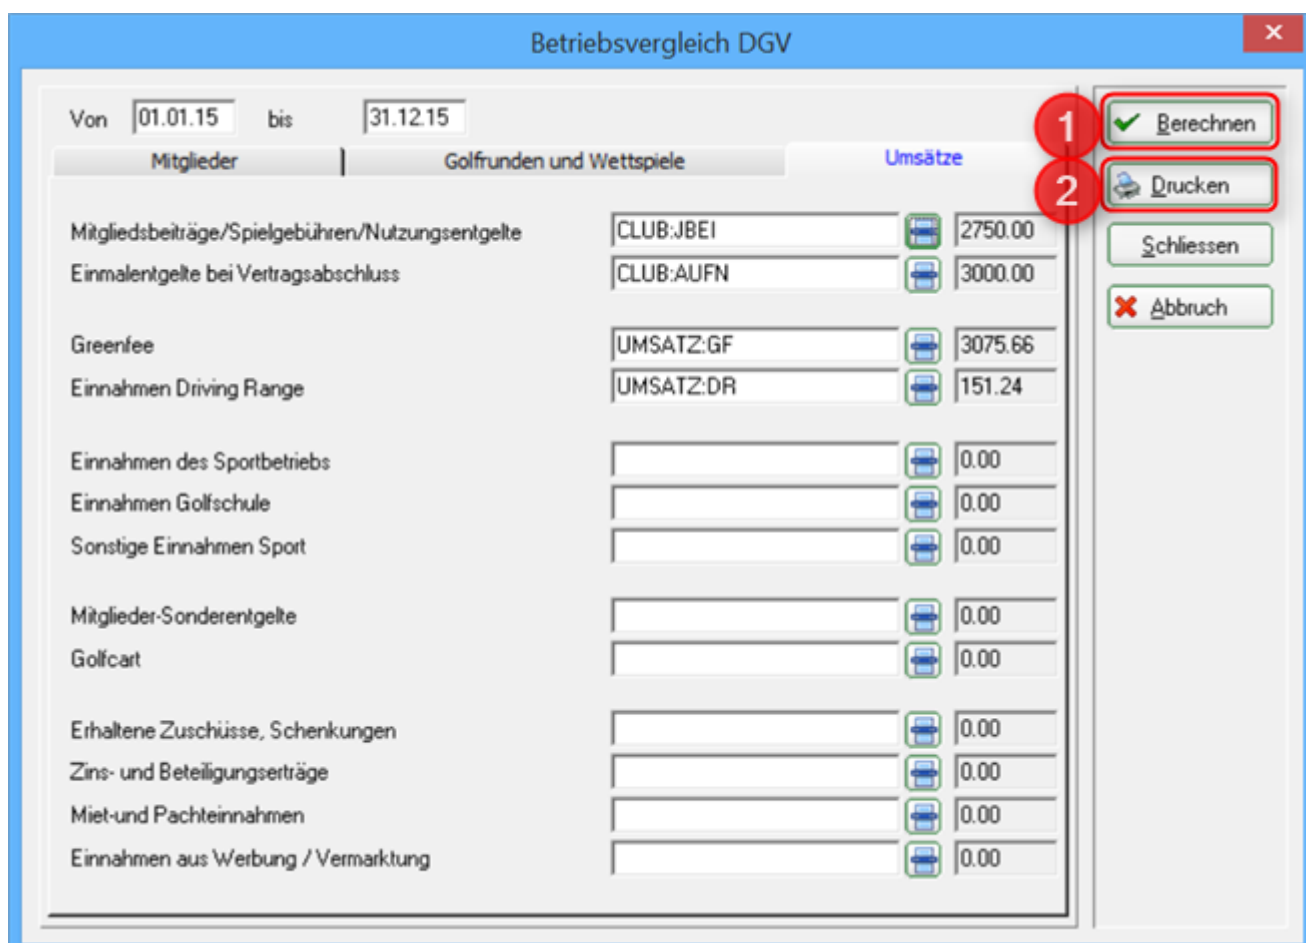 Betriebsvergleich DGV
Von 01.01.15 bis 31.12.15
Mitglieder Golfrunden und Wettspiele Umsätze
1 Berechnen
2 Drucken
Schliessen
Abbruch
Mitgliedsbeiträge/Spielgebühren/Nutzungsentgelte CLUB:JBEI 2750.00
Einmalentgelte bei Vertragsabschluss CLUB:AUFN 3000.00
Greenfee UMSATZ:GF 3075.66
Einnahmen Driving Range UMSATZ:DR 151.24
Einnahmen des Sportbetriebs 0.00
Einnahmen Golfschule 0.00
Sonstige Einnahmen Sport 0.00
Mitglieder-Sonderentgelte 0.00
Golfcart 0.00
Erhaltene Zuschüsse, Schenkungen 0.00
Zins- und Beteiligungserträge 0.00
Miet-und Pachteinnahmen 0.00
Einnahmen aus Werbung / Vermarktung 0.00